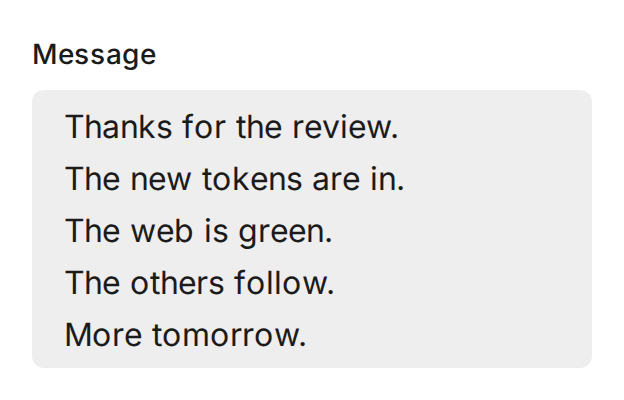 Message
Thanks for the review.
The new tokens are in.
The web is green.
The others follow.
More tomorrow.